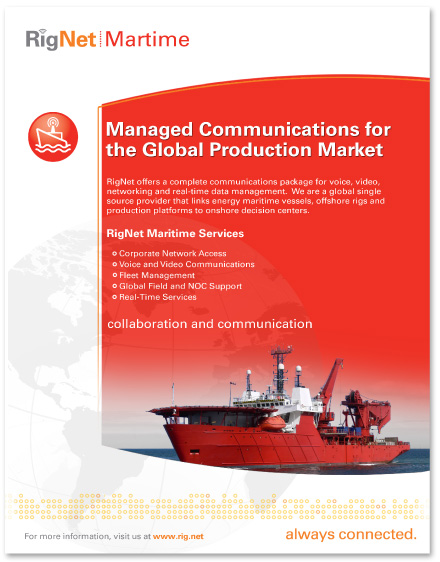 RigNet Martime
Managed Communications for
the Global Production Market
RigNet offers a complete communications package for voice, video,
networking and real-time data management. We are a global single
source provider that links energy maritime vessels, offshore rigs and
production platforms to onshore decision centers.
RigNet Maritime Services
Corporate Network Access
Voice and Video Communications
Fleet Management
Global Field and NOC Support
Real-Time Services
collaboration and communication
For more information, visit us at www.rig.net
always connected.